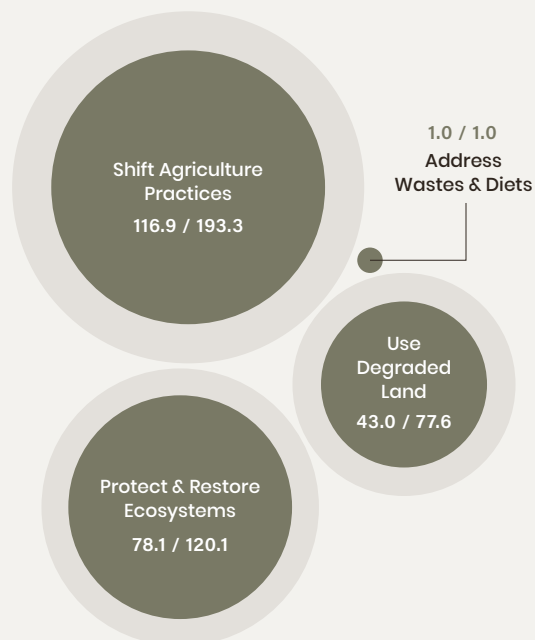 Shift Agriculture
Practices
116.9 / 193.3
1.0 / 1.0
Address
Wastes & Diets
Use
Degraded
Land
43.0 / 77.6
Protect & Restore
Ecosystems
78.1 / 120.1